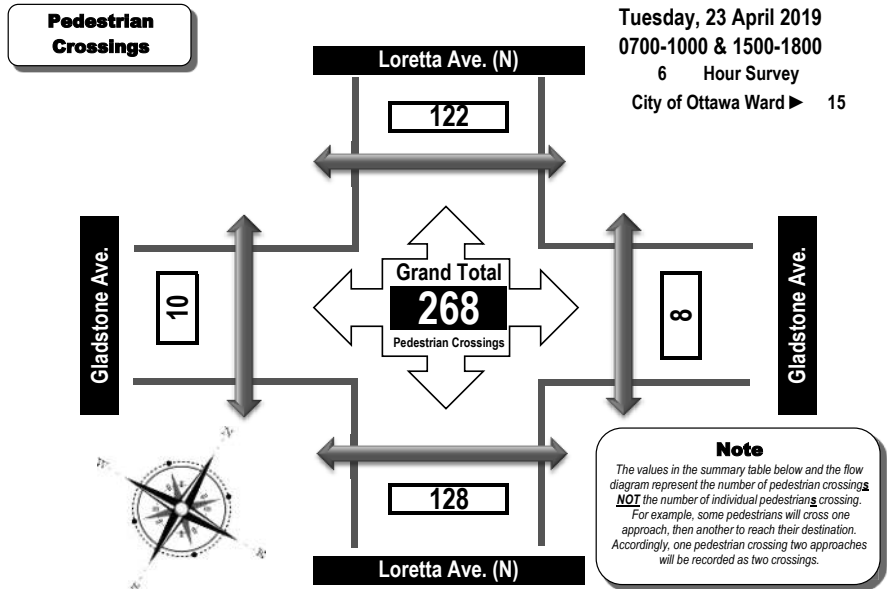 Pedestrian
Crossings
Tuesday, 23 April 2019
0700-1000 & 1500-1800
6 Hour Survey
City of Ottawa Ward ► 15
Loretta Ave. (N)
122
Gladstone Ave.
10
Grand Total
268
Pedestrian Crossings
8
Gladstone Ave.
128
Loretta Ave. (N)
Note
The values in the summary table below and the flow
diagram represent the number of pedestrian crossings
NOT the number of individual pedestrians crossing.
For example, some pedestrians will cross one
approach, then another to reach their destination.
Accordingly, one pedestrian crossing two approaches
will be recorded as two crossings.